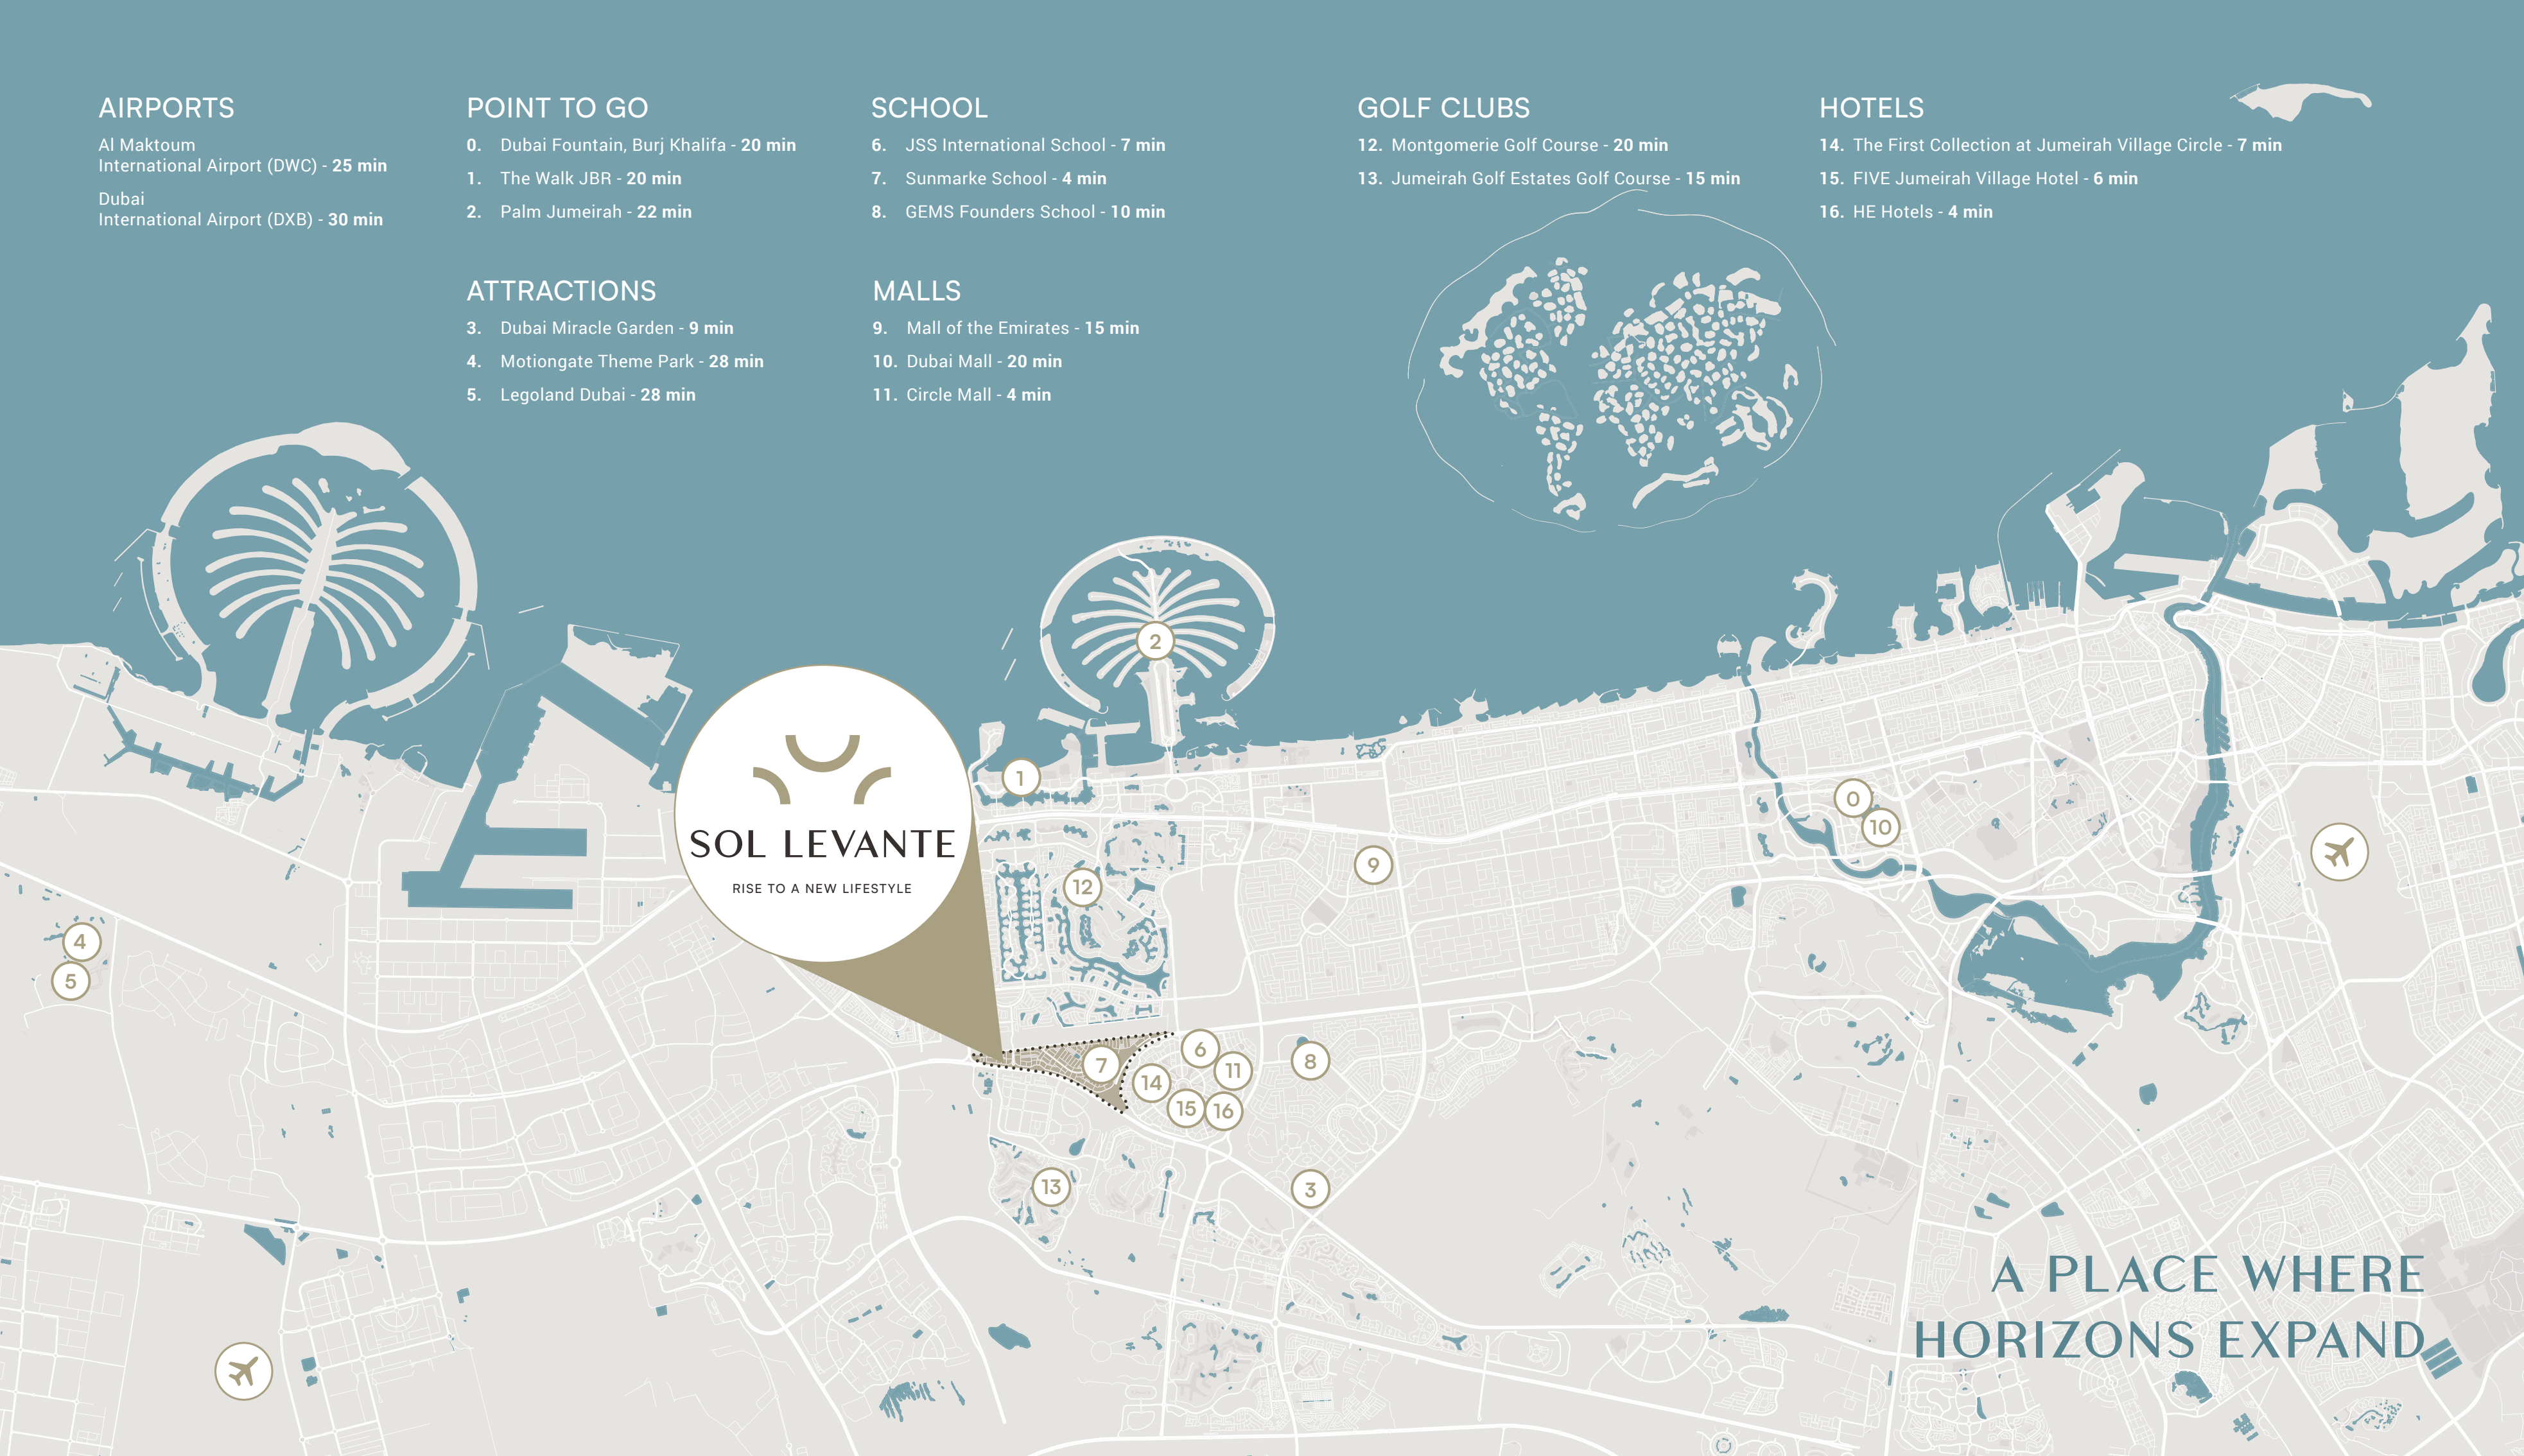 AIRPORTS
Al Maktoum
International Airport (DWC) - 25 min
Dubai
International Airport (DXB) - 30 min
POINT TO GO
0. Dubai Fountain, Burj Khalifa - 20 min
1. The Walk JBR - 20 min
2. Palm Jumeirah - 22 min
ATTRACTIONS
3. Dubai Miracle Garden - 9 min
4. Motiongate Theme Park - 28 min
5. Legoland Dubai - 28 min
SCHOOL
6. JSS International School - 7 min
7. Sunmarke School - 4 min
8. GEMS Founders School - 10 min
MALLS
9. Mall of the Emirates - 15 min
10. Dubai Mall - 20 min
11. Circle Mall - 4 min
GOLF CLUBS
12. Montgomerie Golf Course - 20 min
13. Jumeirah Golf Estates Golf Course - 15 min
HOTELS
14. The First Collection at Jumeirah Village Circle - 7 min
15. FIVE Jumeirah Village Hotel - 6 min
16. HE Hotels - 4 min
2
1
0
10
SOL LEVANTE
RISE TO A NEW LIFESTYLE
9
12
4
5
6
7
8
11
14
15
16
13
3
A PLACE WHERE
HORIZONS EXPAND